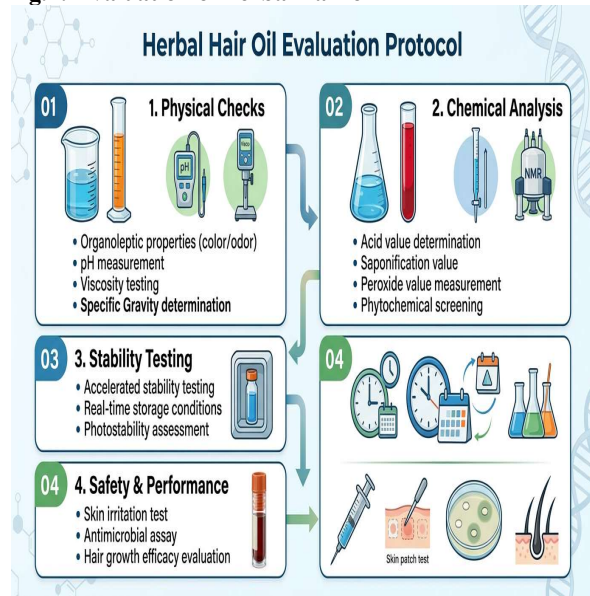 Herbal Hair Oil Evaluation Protocol
01
1. Physical Checks
pH
• Organoleptic properties (color/odor)
• pH measurement
• Viscosity testing
• Specific Gravity determination
02
2. Chemical Analysis
NMR
• Acid value determination
• Saponification value
• Peroxide value measurement
• Phytochemical screening
03
3. Stability Testing
• Accelerated stability testing
• Real-time storage conditions
• Photostability assessment
04
4. Safety & Performance
• Skin irritation test
• Antimicrobial assay
• Hair growth efficacy evaluation
04
Skin patch test